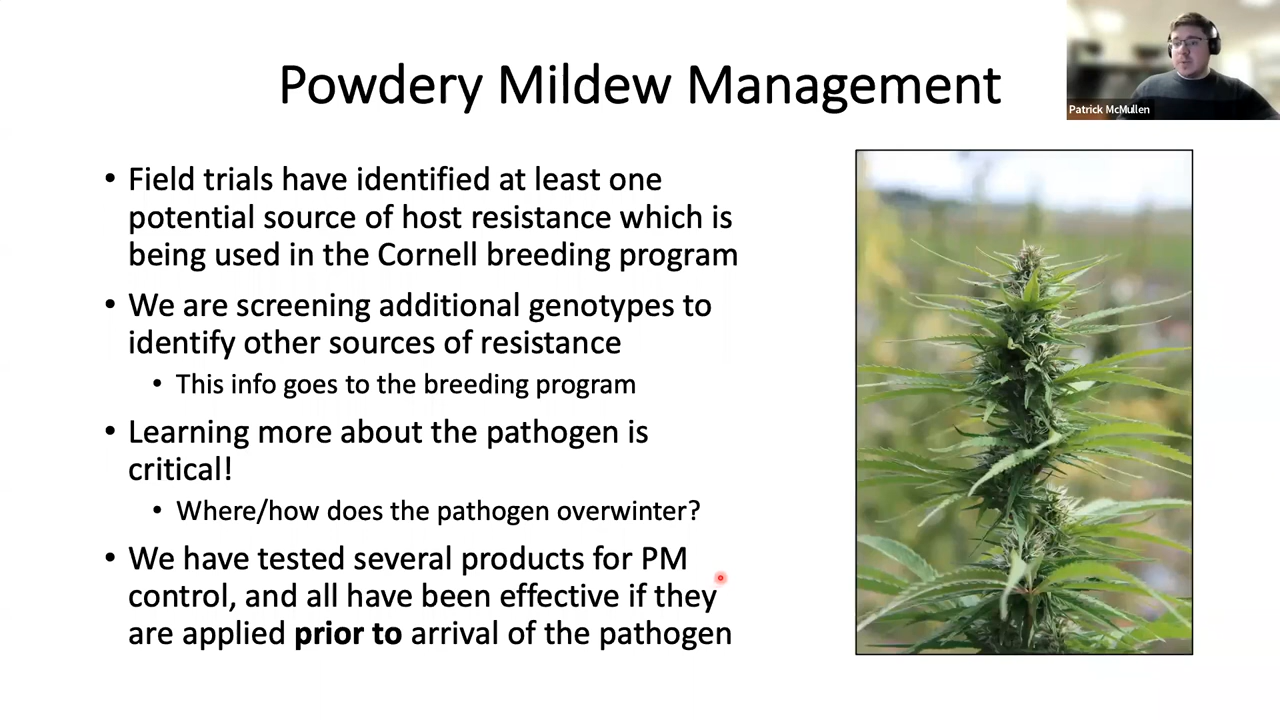 Powdery Mildew Management
Patrick McMullen
• Field trials have identified at least one
potential source of host resistance which is
being used in the Cornell breeding program
• We are screening additional genotypes to
identify other sources of resistance
• This info goes to the breeding program
• Learning more about the pathogen is
critical!
• Where/how does the pathogen overwinter?
• We have tested several products for PM
control, and all have been effective if they
are applied prior to arrival of the pathogen